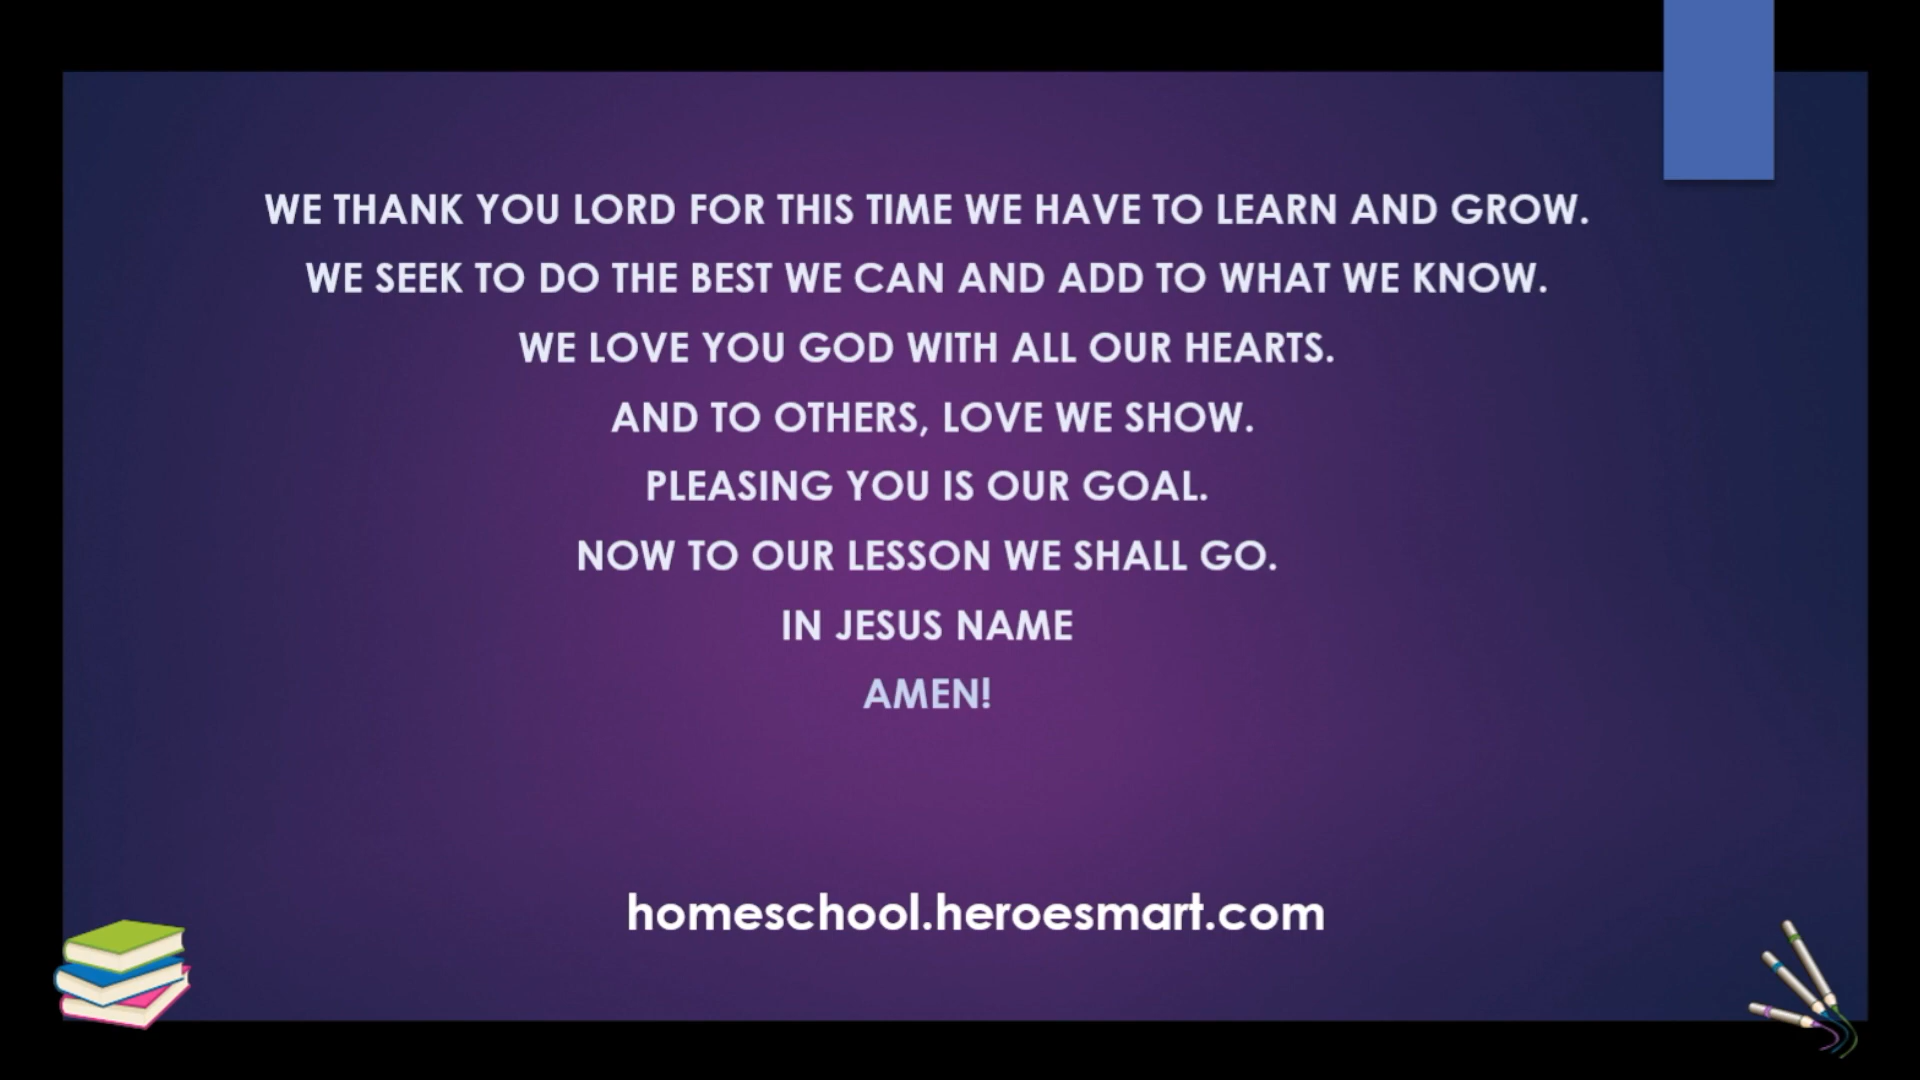 WE THANK YOU LORD FOR THIS TIME WE HAVE TO LEARN AND GROW.
WE SEEK TO DO THE BEST WE CAN AND ADD TO WHAT WE KNOW.
WE LOVE YOU GOD WITH ALL OUR HEARTS.
AND TO OTHERS, LOVE WE SHOW.
PLEASING YOU IS OUR GOAL.
NOW TO OUR LESSON WE SHALL GO.
IN JESUS NAME
AMEN!
homeschool.heroesmart.com